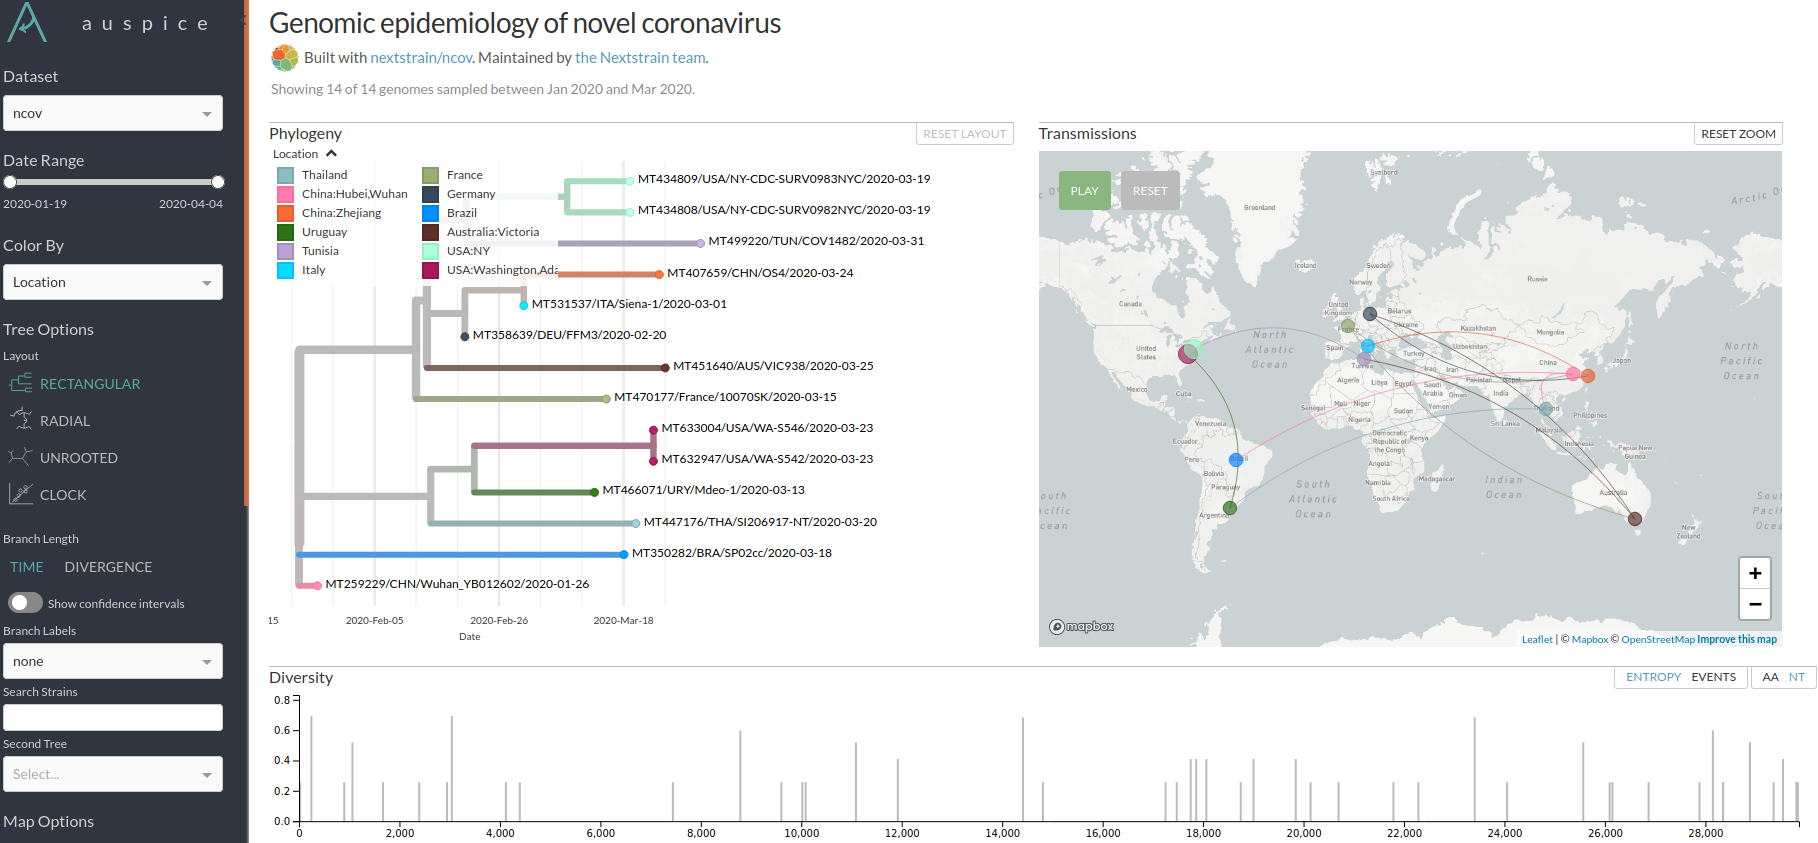 auspice
Dataset
ncov
Date Range
2020-01-19 2020-04-04
Color By
Location
Tree Options
Layout
RECTANGULAR
RADIAL
UNROOTED
CLOCK
Branch Length
TIME DIVERGENCE
Show confidence intervals
Branch Labels
none
Search Strains
Second Tree
Select...
Map Options
Genomic epidemiology of novel coronavirus
Built with nextstrain/ncov. Maintained by the Nextstrain team.
Showing 14 of 14 genomes sampled between Jan 2020 and Mar 2020.
Phylogeny
RESET LAYOUT
Location
Thailand
China:Hubei,Wuhan
China:Zhejiang
Uruguay
Tunisia
Italy
France
Germany
Brazil
Australia:Victoria
USA:NY
USA:Washington,Ada
MT434809/USA/NY-CDC-SURV0983NYC/2020-03-19
MT434808/USA/NY-CDC-SURV0982NYC/2020-03-19
MT499220/TUN/COV1482/2020-03-31
MT407659/CHN/OS4/2020-03-24
MT531537/ITA/Siena-1/2020-03-01
MT358639/DEU/FFM3/2020-02-20
MT451640/AUS/VIC938/2020-03-25
MT470177/France/10070SK/2020-03-15
MT633004/USA/WA-S546/2020-03-23
MT632947/USA/WA-S542/2020-03-23
MT466071/URY/Mdeo-1/2020-03-13
MT447176/THA/SI206917-NT/2020-03-20
MT350282/BRA/SP02cc/2020-03-18
MT259229/CHN/Wuhan_YB012602/2020-01-26
15 2020-Feb-05 2020-Feb-26 2020-Mar-18
Date
Transmissions
RESET ZOOM
PLAY RESET
Svalbard
Arctic O
Greenland
Iceland
Sweden
Norway
Russia
Canada
United Kingdom
Belarus
Ukraine
Kazakhstan
Mongolia
France
United States
North Atlantic Ocean
Spain
Turkey
Uzbekistan
China
Japan
North Pacific Ocean
Tunisia
Iraq
Iran
Pakistan
Nepal
Mexico
Cuba
Algeria
Libya
Egypt
Saudi Arabia
Oman
India
Senegal
Mali
Niger
Sudan
Yemen
Thailand
Philippines
Venezuela
Sri Lanka
Malaysia
Ecuador
Democratic Republic of the Congo
Kenya
Indonesia
Papua New Guinea
Peru
Brazil
Bolivia
Angola
Namibia
Madagascar
Paraguay
South Atlantic Ocean
South Africa
Indian Ocean
Australia
Argentina
New Zealand
outh
acific
cean
Sout
Pacif
Ocea
+
−
mapbox
Leaflet | © Mapbox © OpenStreetMap Improve this map
Diversity
ENTROPY EVENTS AA NT
0.8
0.6
0.4
0.2
0.0
0 2,000 4,000 6,000 8,000 10,000 12,000 14,000 16,000 18,000 20,000 22,000 24,000 26,000 28,000